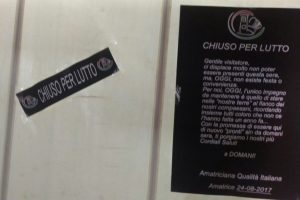 CHIUSO PER LUTTO
CHIUSO PER LUTTO
Gentile visitatore,
ci dispiace molto non poter
essere presenti questa sera,
ma, OGGI, non esiste festa o
convenienza.
Per noi, OGGI, l'unico impegno
da mantenere è quello di stare
nelle "nostre terre" al fianco dei
nostri compaesani, ricordando
insieme tutti coloro che non ce
l'hanno fatta un anno fa...
Con la promessa di essere qui
di nuovo "pronti" sin da domani
sera, ti porgiamo i nostri più
Cordiali Saluti
a DOMANI!
Amatriciana Qualità Italiana
Amatrice 24-08-2017